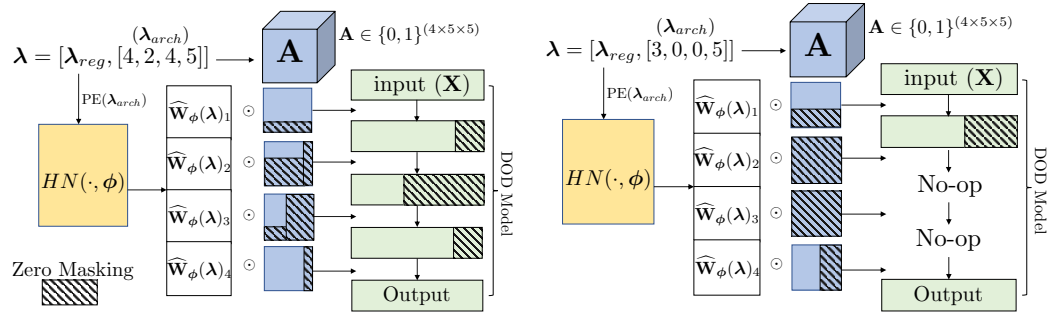 (λ_arch)
λ = [λ_reg, [4, 2, 4, 5]]
A
A ∈ {0, 1}^(4×5×5)
PE(λ_arch)
HN(·, ϕ)
Ŵ_ϕ(λ)_1 ⊙
Ŵ_ϕ(λ)_2 ⊙
Ŵ_ϕ(λ)_3 ⊙
Ŵ_ϕ(λ)_4 ⊙
input (X)
Output
DOD Model
Zero Masking
(λ_arch)
λ = [λ_reg, [3, 0, 0, 5]]
A
A ∈ {0, 1}^(4×5×5)
PE(λ_arch)
HN(·, ϕ)
Ŵ_ϕ(λ)_1 ⊙
Ŵ_ϕ(λ)_2 ⊙
Ŵ_ϕ(λ)_3 ⊙
Ŵ_ϕ(λ)_4 ⊙
input (X)
No-op
No-op
Output
DOD Model